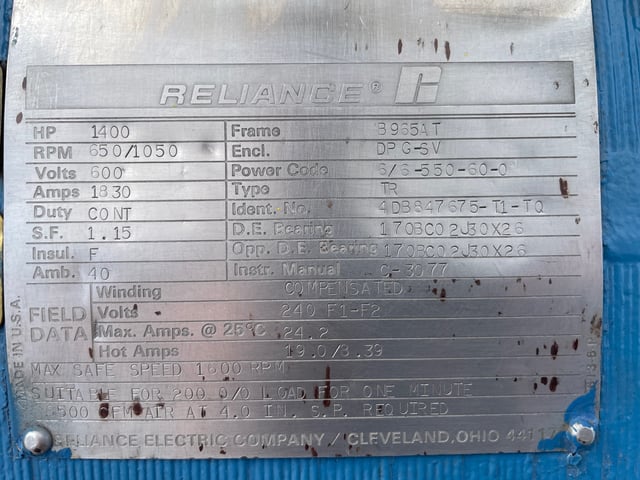 RELIANCE®
HP 1400 Frame B965AT
RPM 650/1050 Encl. DPG-SV
Volts 600 Power Code 6/6-550-60-0
Amps 1830 Type TR
Duty CONT Ident. No. 4DB847675-T1-TQ
S.F. 1.15 D.E. Bearing 170BC02J30X26
Insul. F Opp. D.E. Bearing 170BC02J30X26
Amb. 40 Instr. Manual C-3077
FIELD DATA
Winding COMPENSATED
Volts 240 F1-F2
Max. Amps. @ 25°C 24.2
Hot Amps 19.0/8.39
MAX SAFE SPEED 1600 RPM
SUITABLE FOR 200 0/0 LOAD FOR ONE MINUTE
CFM AIR AT 4.0 IN. S.P. REQUIRED
RELIANCE ELECTRIC COMPANY / CLEVELAND, OHIO 44117
MADE IN U.S.A.